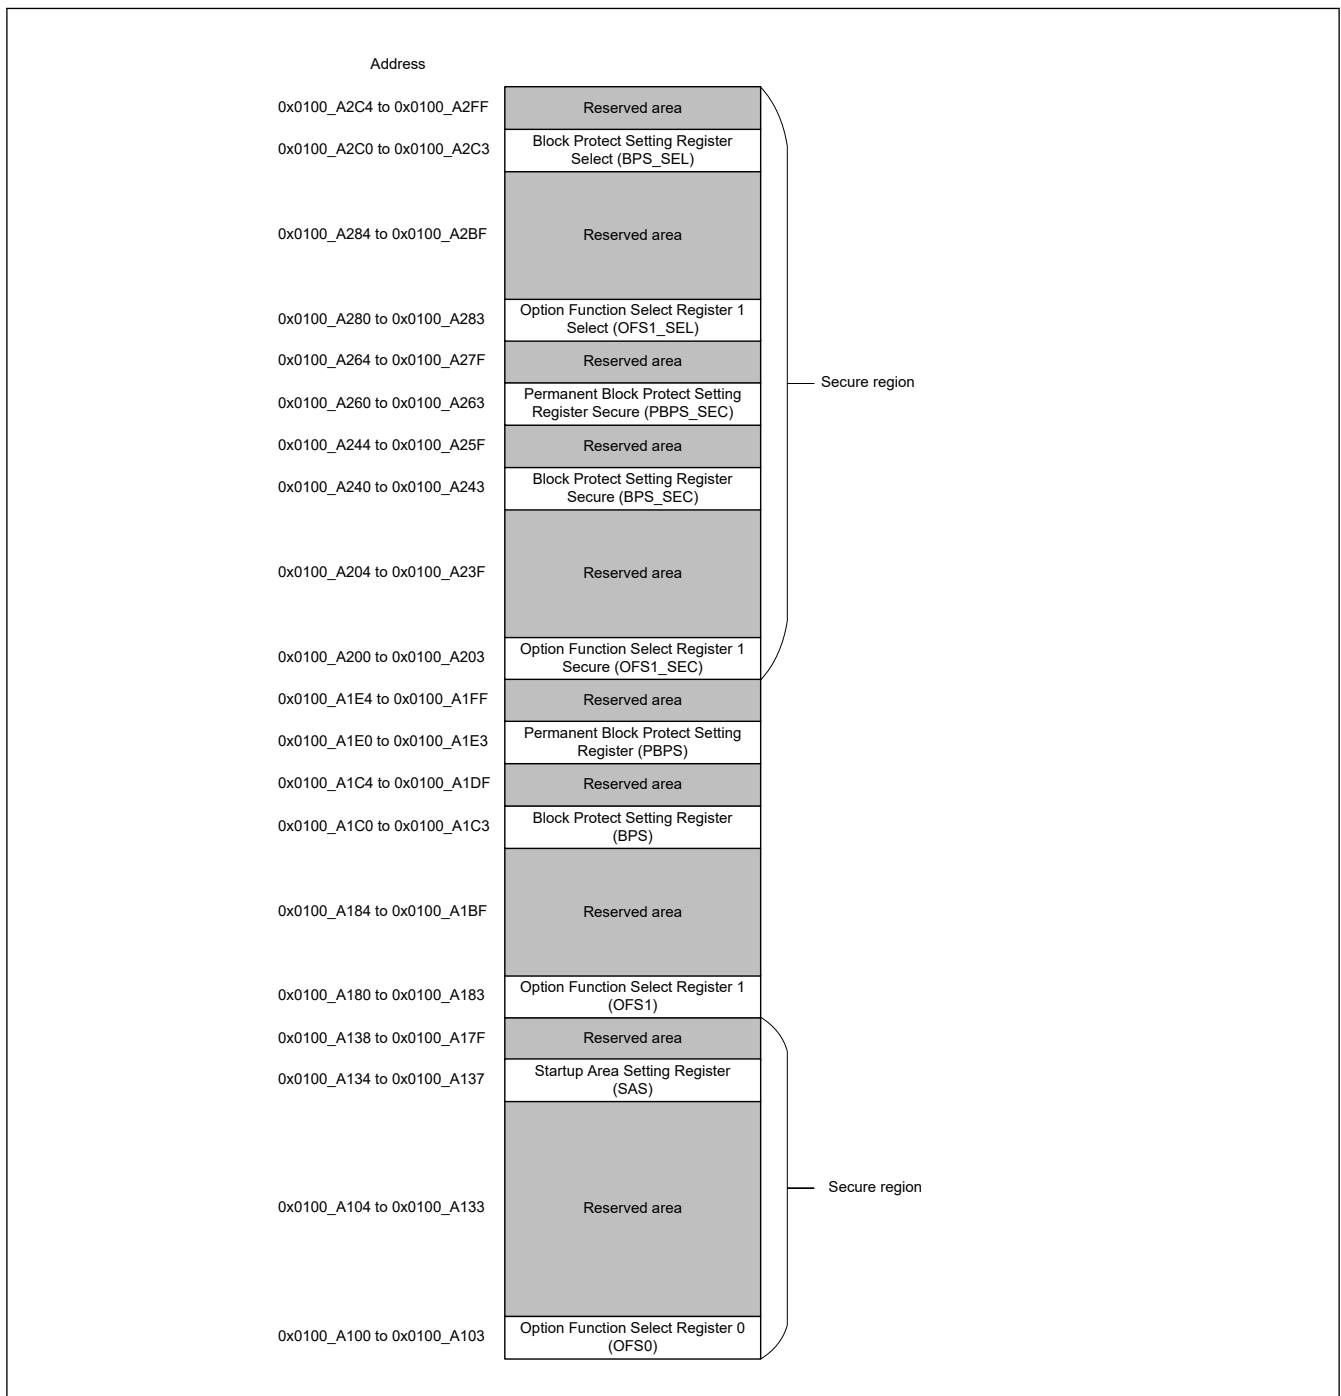 Address
0x0100_A2C4 to 0x0100_A2FF
Reserved area
0x0100_A2C0 to 0x0100_A2C3
Block Protect Setting Register
Select (BPS_SEL)
0x0100_A284 to 0x0100_A2BF
Reserved area
0x0100_A280 to 0x0100_A283
Option Function Select Register 1
Select (OFS1_SEL)
0x0100_A264 to 0x0100_A27F
Reserved area
Secure region
0x0100_A260 to 0x0100_A263
Permanent Block Protect Setting
Register Secure (PBPS_SEC)
0x0100_A244 to 0x0100_A25F
Reserved area
0x0100_A240 to 0x0100_A243
Block Protect Setting Register
Secure (BPS_SEC)
0x0100_A204 to 0x0100_A23F
Reserved area
0x0100_A200 to 0x0100_A203
Option Function Select Register 1
Secure (OFS1_SEC)
0x0100_A1E4 to 0x0100_A1FF
Reserved area
0x0100_A1E0 to 0x0100_A1E3
Permanent Block Protect Setting
Register (PBPS)
0x0100_A1C4 to 0x0100_A1DF
Reserved area
0x0100_A1C0 to 0x0100_A1C3
Block Protect Setting Register
(BPS)
0x0100_A184 to 0x0100_A1BF
Reserved area
0x0100_A180 to 0x0100_A183
Option Function Select Register 1
(OFS1)
0x0100_A138 to 0x0100_A17F
Reserved area
0x0100_A134 to 0x0100_A137
Startup Area Setting Register
(SAS)
0x0100_A104 to 0x0100_A133
Reserved area
Secure region
0x0100_A100 to 0x0100_A103
Option Function Select Register 0
(OFS0)